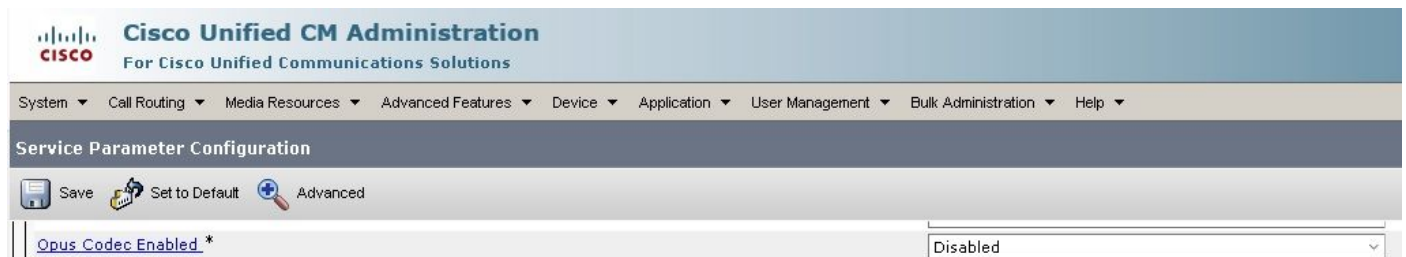 Cisco Unified CM Administration
CISCO
For Cisco Unified Communications Solutions
System Call Routing Media Resources Advanced Features Device Application User Management Bulk Administration Help
Service Parameter Configuration
Save Set to Default Advanced
Opus Codec Enabled * Disabled